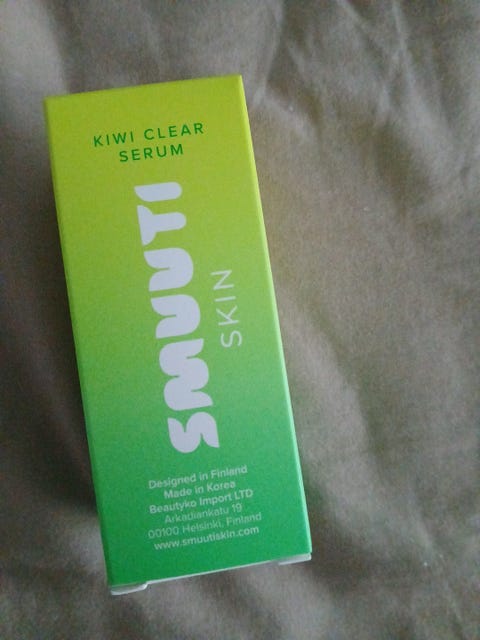 KIWI CLEAR
SERUM
SMUUTI
SKIN
Designed in Finland
Made in Korea
Beautyko Import LTD
Arkadiankatu 19
00100 Helsinki, Finland
www.smuutiskin.com